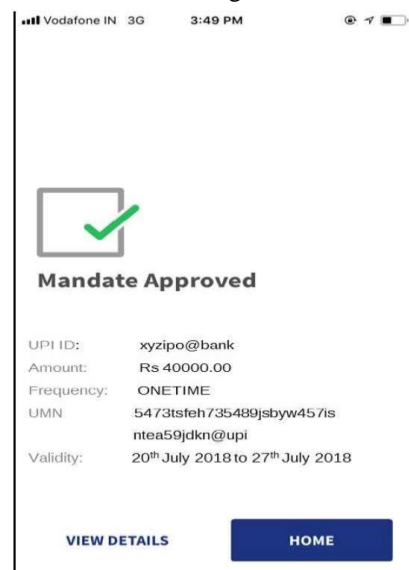 Vodafone IN 3G 3:49 PM
Mandate Approved
UPI ID: xyzipo@bank
Amount: Rs 40000.00
Frequency: ONETIME
UMN 5473tsfeh735489jsbyw457is
ntea59jdkn@upi
Validity: 20th July 2018 to 27th July 2018
VIEW DETAILS HOME